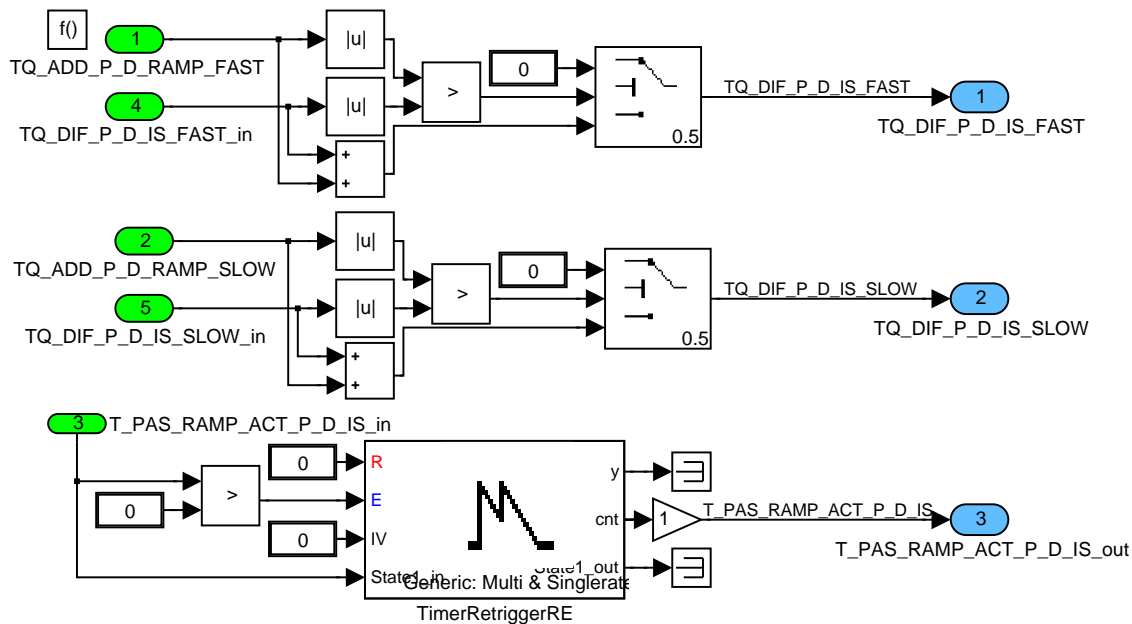 f()
1
TQ_ADD_P_D_RAMP_FAST
|u|
0
4
TQ_DIF_P_D_IS_FAST_in
|u|
>
0.5
TQ_DIF_P_D_IS_FAST
1
TQ_DIF_P_D_IS_FAST
+
+
2
TQ_ADD_P_D_RAMP_SLOW
|u|
0
5
TQ_DIF_P_D_IS_SLOW_in
|u|
>
0.5
TQ_DIF_P_D_IS_SLOW
2
TQ_DIF_P_D_IS_SLOW
+
+
3
T_PAS_RAMP_ACT_P_D_IS_in
0
R
y
>
0
E
cnt
1
T_PAS_RAMP_ACT_P_D_IS
3
T_PAS_RAMP_ACT_P_D_IS_out
0
IV
State1_in
State1_out
Generic: Multi & Singlerate
TimerRetriggerRE